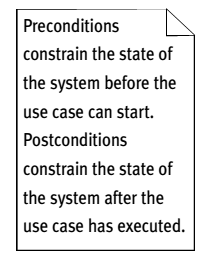 Preconditions
constrain the state of
the system before the
use case can start.
Postconditions
constrain the state of
the system after the
use case has executed.